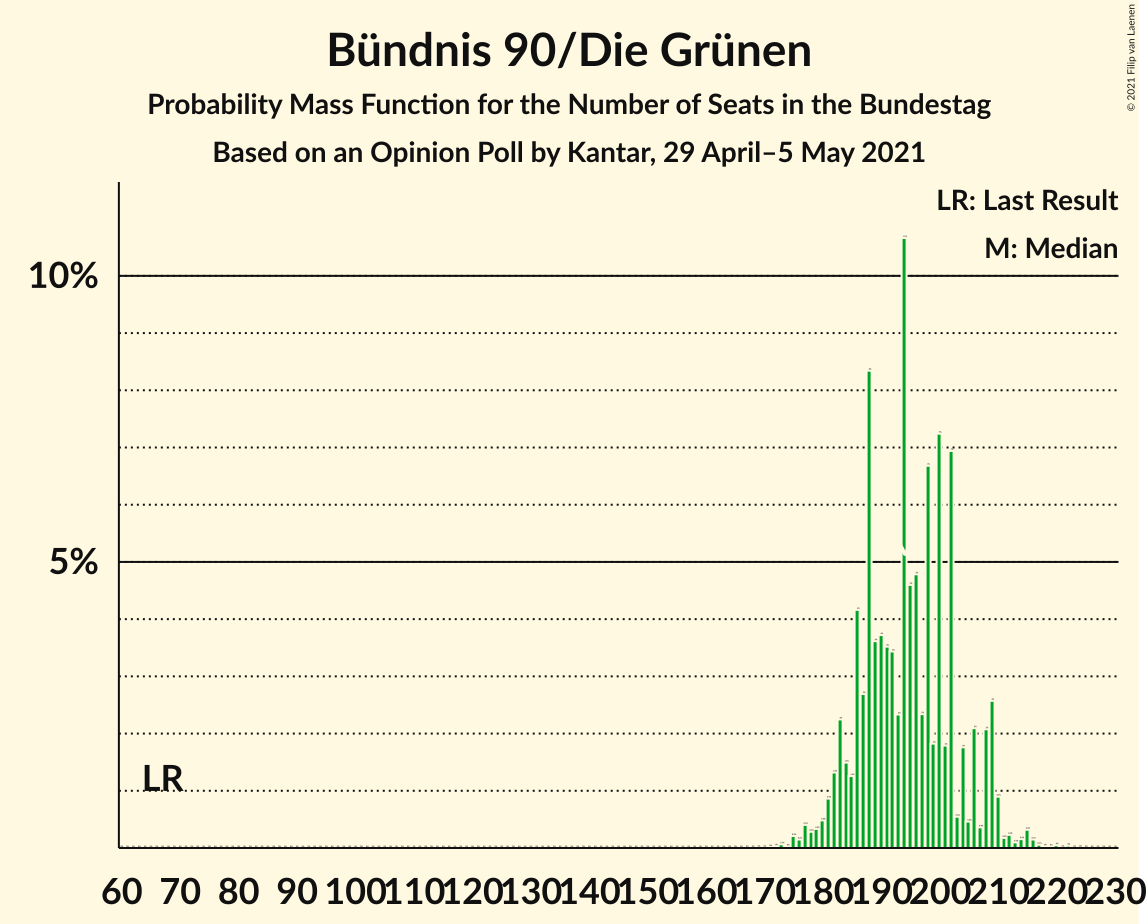 Bündnis 90/Die Grünen
Probability Mass Function for the Number of Seats in the Bundestag
Based on an Opinion Poll by Kantar, 29 April–5 May 2021
© 2021 Filip van Laenen
LR: Last Result
M: Median
10%
5%
LR
60 70 80 90 100 110 120 130 140 150 160 170 180 190 200 210 220 230